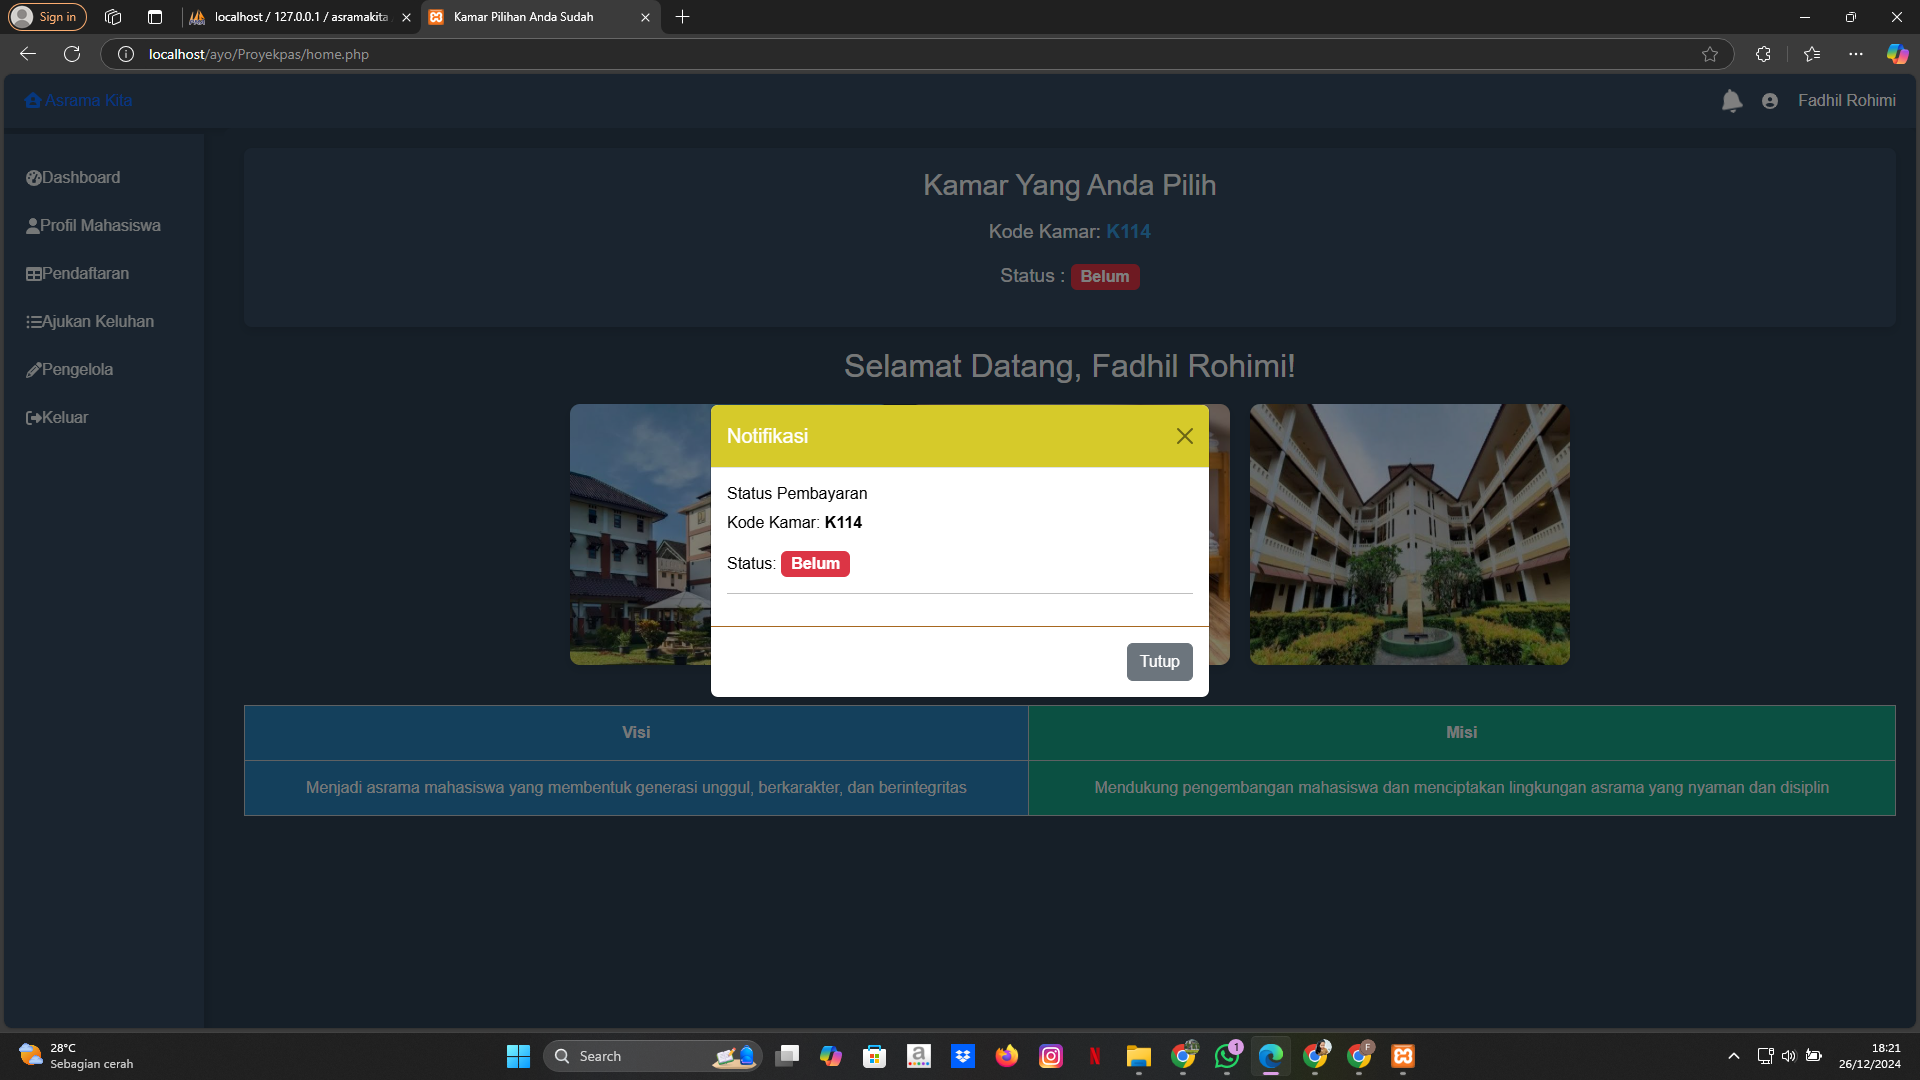 Sign in
localhost / 127.0.0.1 / asramakita
Kamar Pilihan Anda Sudah
localhost/ayo/Proyekpas/home.php
Asrama Kita
Fadhil Rohimi
Dashboard
Profil Mahasiswa
Pendaftaran
Ajukan Keluhan
Pengelola
Keluar
Kamar Yang Anda Pilih
Kode Kamar: K114
Status : Belum
Selamat Datang, Fadhil Rohimi!
Notifikasi
Status Pembayaran
Kode Kamar: K114
Status: Belum
Tutup
Visi
Misi
Menjadi asrama mahasiswa yang membentuk generasi unggul, berkarakter, dan berintegritas
Mendukung pengembangan mahasiswa dan menciptakan lingkungan asrama yang nyaman dan disiplin
28°C
Sebagian cerah
Search
1
F
18:21
26/12/2024